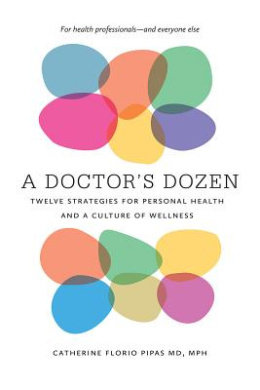 For health professionals—and everyone else
A DOCTOR'S DOZEN
TWELVE STRATEGIES FOR PERSONAL HEALTH
AND A CULTURE OF WELLNESS
CATHERINE FLORIO PIPAS MD, MPH